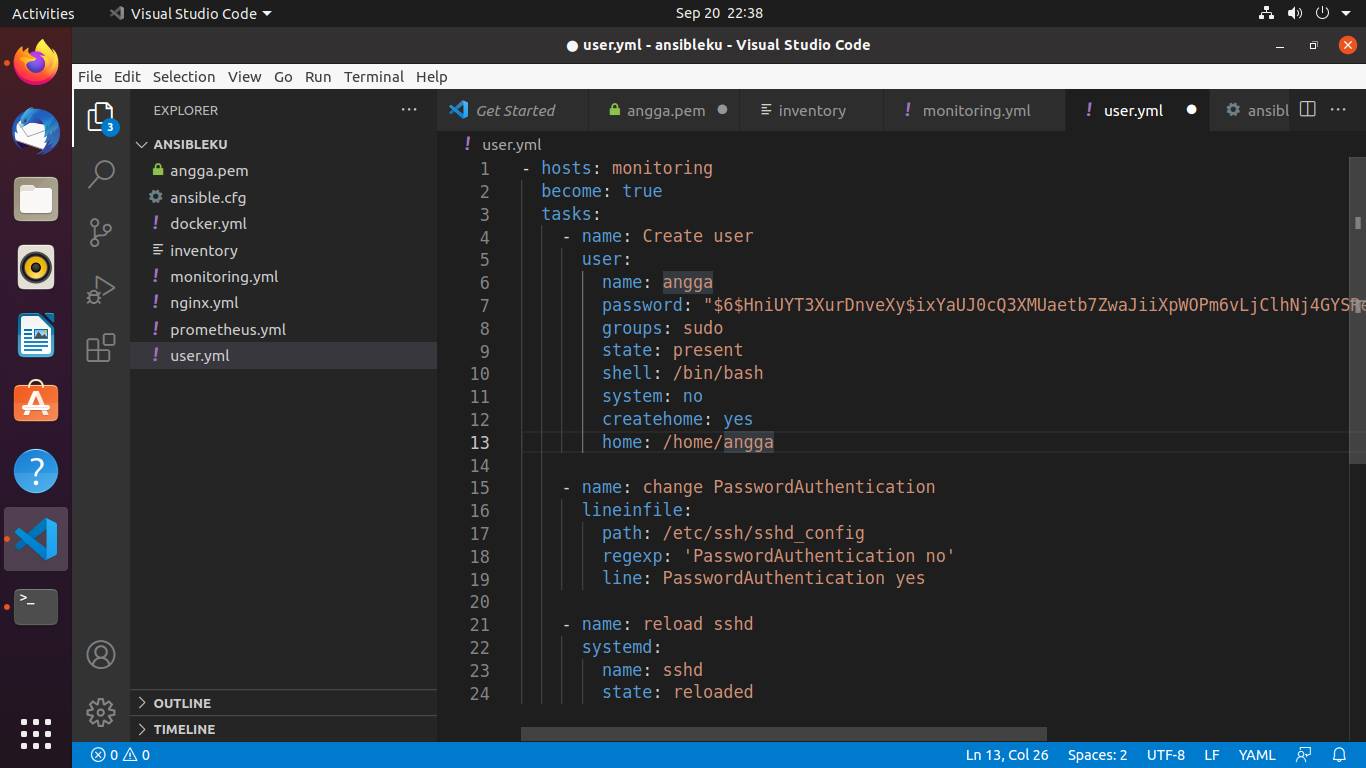 Activities Visual Studio Code Sep 20 22:38
user.yml - ansibleku - Visual Studio Code
File Edit Selection View Go Run Terminal Help
EXPLORER
3
ANSIBLEKU
angga.pem
ansible.cfg
docker.yml
inventory
monitoring.yml
nginx.yml
prometheus.yml
user.yml
OUTLINE
TIMELINE
Get Started angga.pem inventory ! monitoring.yml ! user.yml ansibl
! user.yml
1 - hosts: monitoring
2 become: true
3 tasks:
4 - name: Create user
5 user:
6 name: angga
7 password: "$6$HniUYT3XurDnveXy$ixYaUJ0cQ3XMUaetb7ZwaJiiXpWOPm6vLjClhNj4GYS
8 groups: sudo
9 state: present
10 shell: /bin/bash
11 system: no
12 createhome: yes
13 home: /home/angga
14
15 - name: change PasswordAuthentication
16 lineinfile:
17 path: /etc/ssh/sshd_config
18 regexp: 'PasswordAuthentication no'
19 line: PasswordAuthentication yes
20
21 - name: reload sshd
22 systemd:
23 name: sshd
24 state: reloaded
0 0 Ln 13, Col 26 Spaces: 2 UTF-8 LF YAML